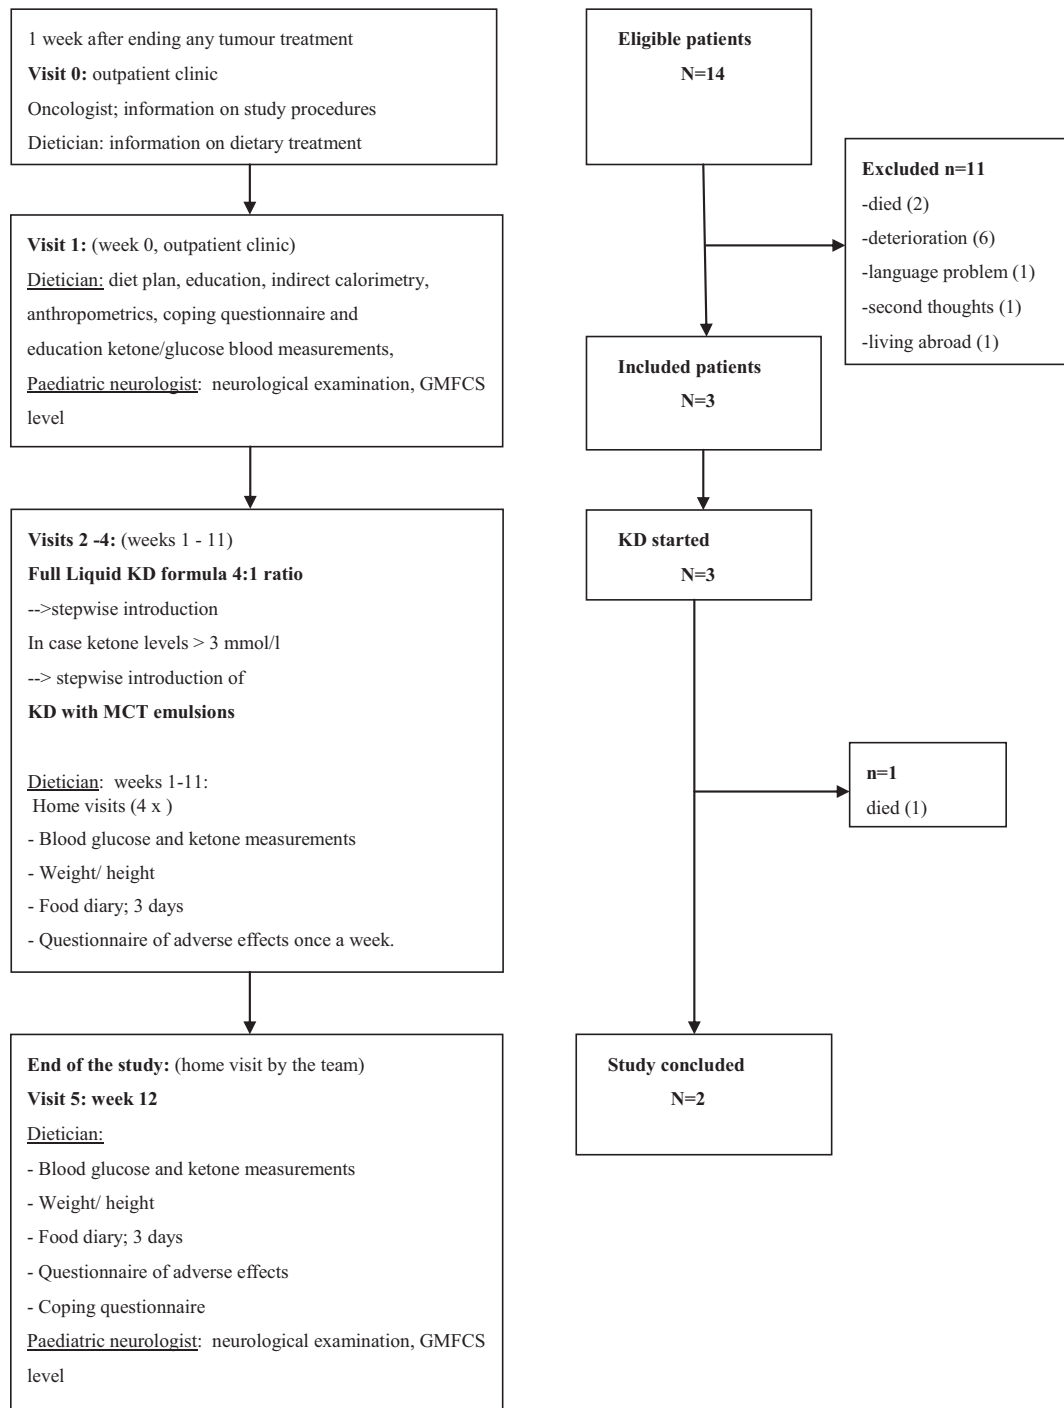 1 week after ending any tumour treatment
Visit 0: outpatient clinic
Oncologist; information on study procedures
Dietician: information on dietary treatment
Visit 1: (week 0, outpatient clinic)
Dietician: diet plan, education, indirect calorimetry,
anthropometrics, coping questionnaire and
education ketone/glucose blood measurements,
Paediatric neurologist:  neurological examination, GMFCS
level
Visits 2 -4: (weeks 1 - 11)
Full Liquid KD formula 4:1 ratio
-->stepwise introduction
In case ketone levels > 3 mmol/l
--> stepwise introduction of
KD with MCT emulsions
Dietician:  weeks 1-11:
Home visits (4 x )
- Blood glucose and ketone measurements
- Weight/ height
- Food diary; 3 days
- Questionnaire of adverse effects once a week.
End of the study: (home visit by the team)
Visit 5: week 12
Dietician:
- Blood glucose and ketone measurements
- Weight/ height
- Food diary; 3 days
- Questionnaire of adverse effects
- Coping questionnaire
Paediatric neurologist:  neurological examination, GMFCS
level
Eligible patients
N=14
Excluded n=11
-died (2)
-deterioration (6)
-language problem (1)
-second thoughts (1)
-living abroad (1)
Included patients
N=3
KD started
N=3
n=1
died (1)
Study concluded
N=2